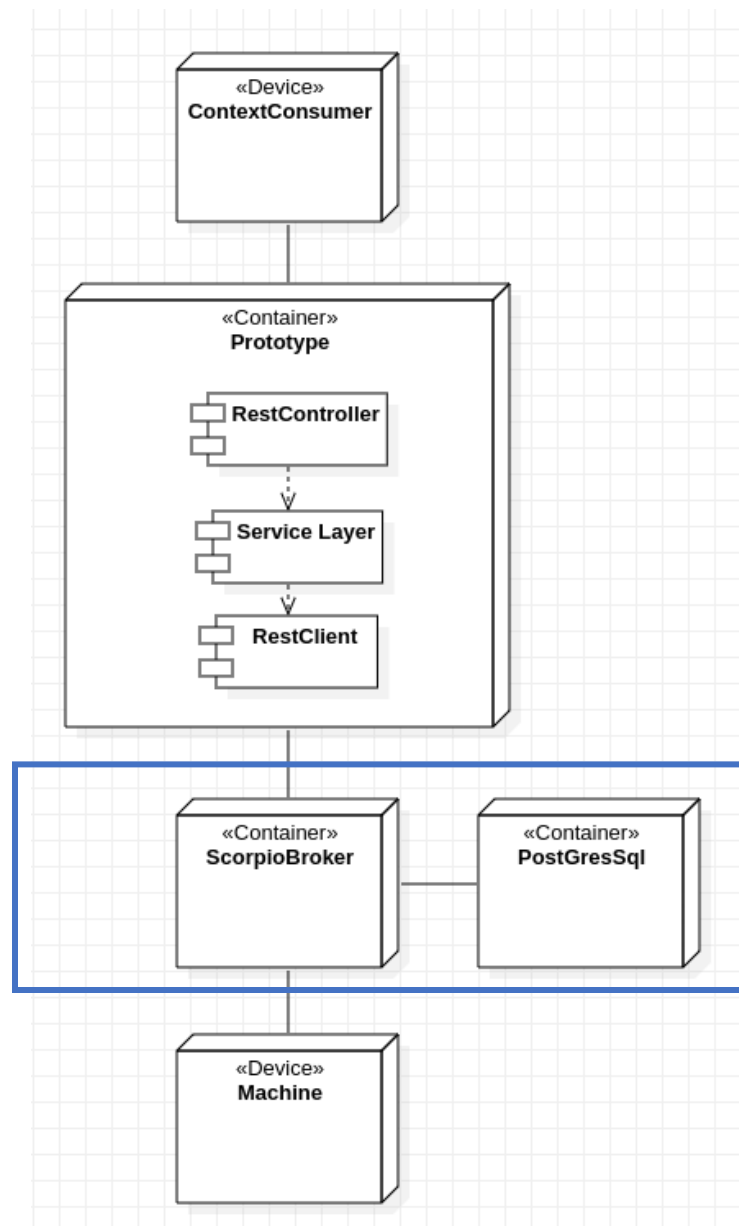 «Device»
ContextConsumer
«Container»
Prototype
RestController
Service Layer
RestClient
«Container»
ScorpioBroker
«Container»
PostGresSql
«Device»
Machine